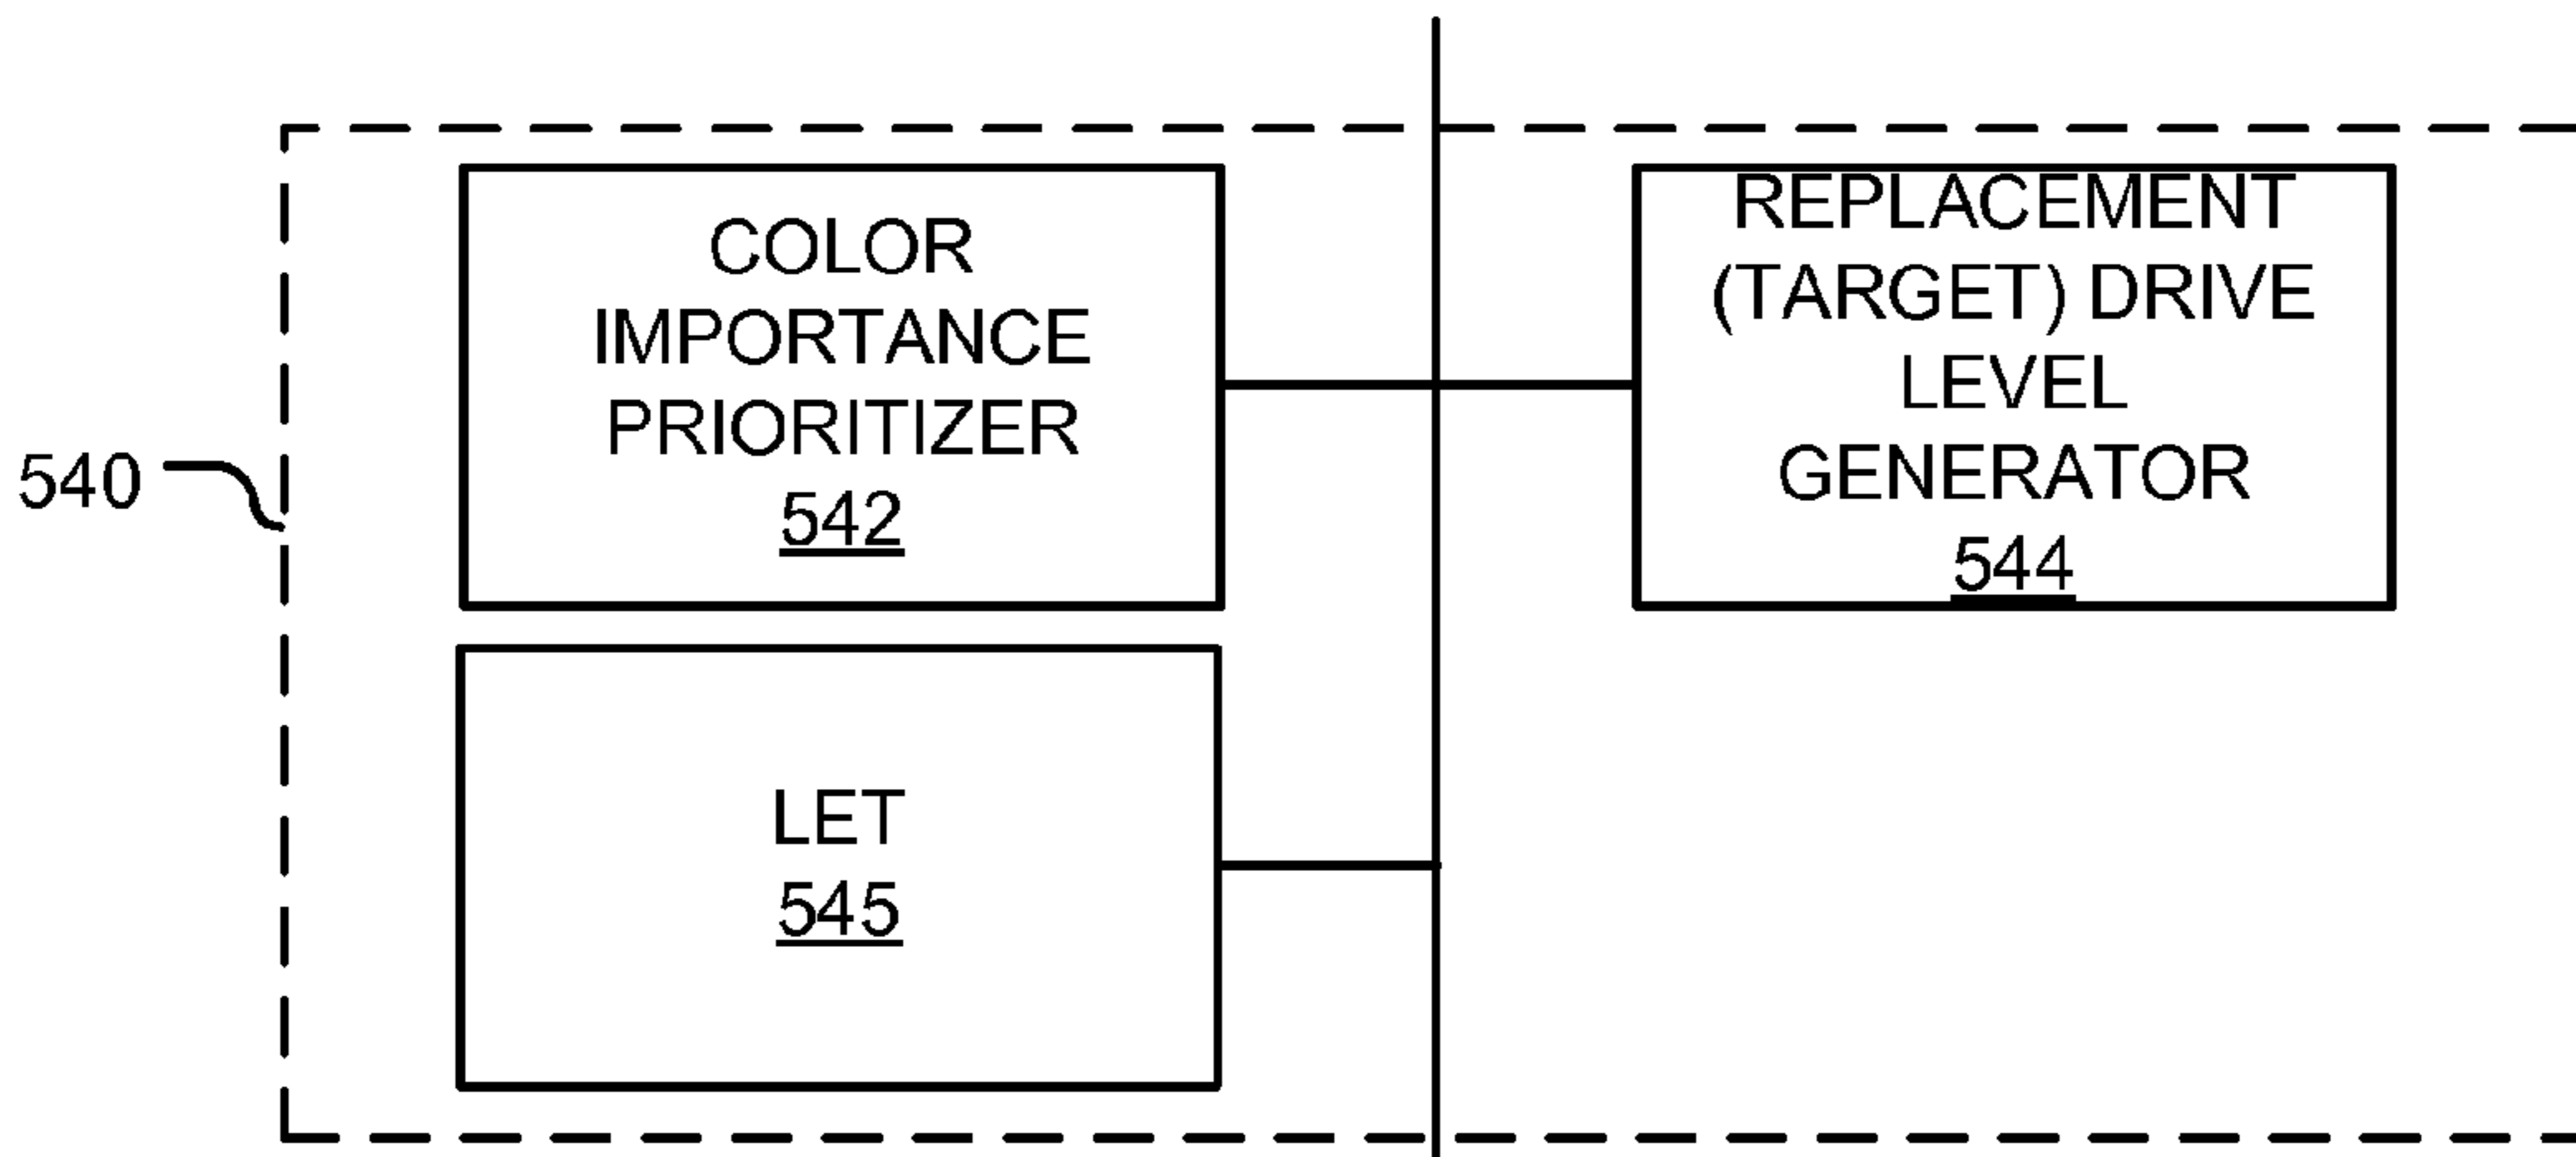 COLOR
IMPORTANCE
PRIORITIZER
542
REPLACEMENT
(TARGET) DRIVE
LEVEL
GENERATOR
544
540
LET
545